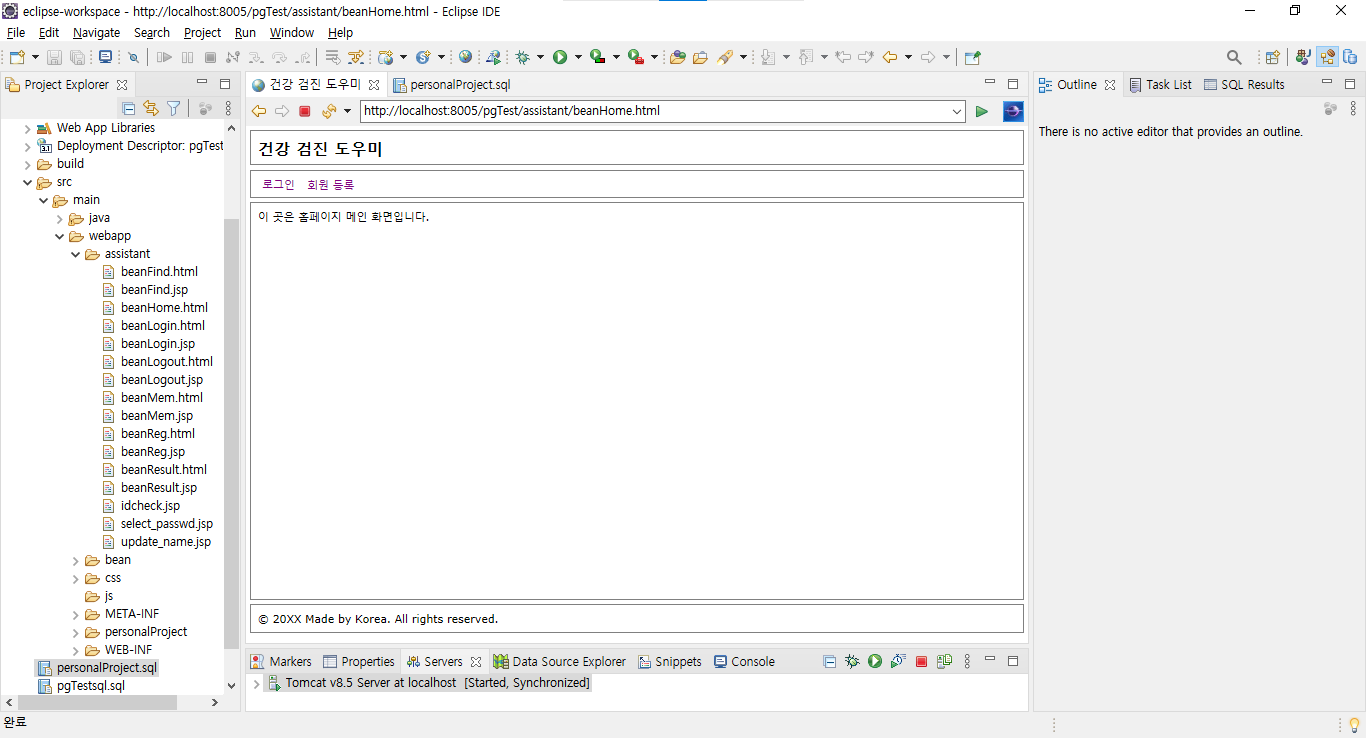 eclipse-workspace - http://localhost:8005/pgTest/assistant/beanHome.html - Eclipse IDE
File Edit Navigate Search Project Run Window Help
Project Explorer
Web App Libraries
3.1 Deployment Descriptor: pgTest
build
src
main
java
webapp
assistant
beanFind.html
beanFind.jsp
beanHome.html
beanLogin.html
beanLogin.jsp
beanLogout.html
beanLogout.jsp
beanMem.html
beanMem.jsp
beanReg.html
beanReg.jsp
beanResult.html
beanResult.jsp
idcheck.jsp
select_passwd.jsp
update_name.jsp
bean
css
js
META-INF
personalProject
WEB-INF
personalProject.sql
pgTestsql.sql
건강 검진 도우미 personalProject.sql
http://localhost:8005/pgTest/assistant/beanHome.html
건강 검진 도우미
로그인 회원 등록
이 곳은 홈페이지 메인 화면입니다.
© 20XX Made by Korea. All rights reserved.
Markers Properties Servers Data Source Explorer Snippets Console
Tomcat v8.5 Server at localhost [Started, Synchronized]
Outline Task List SQL Results
There is no active editor that provides an outline.
완료